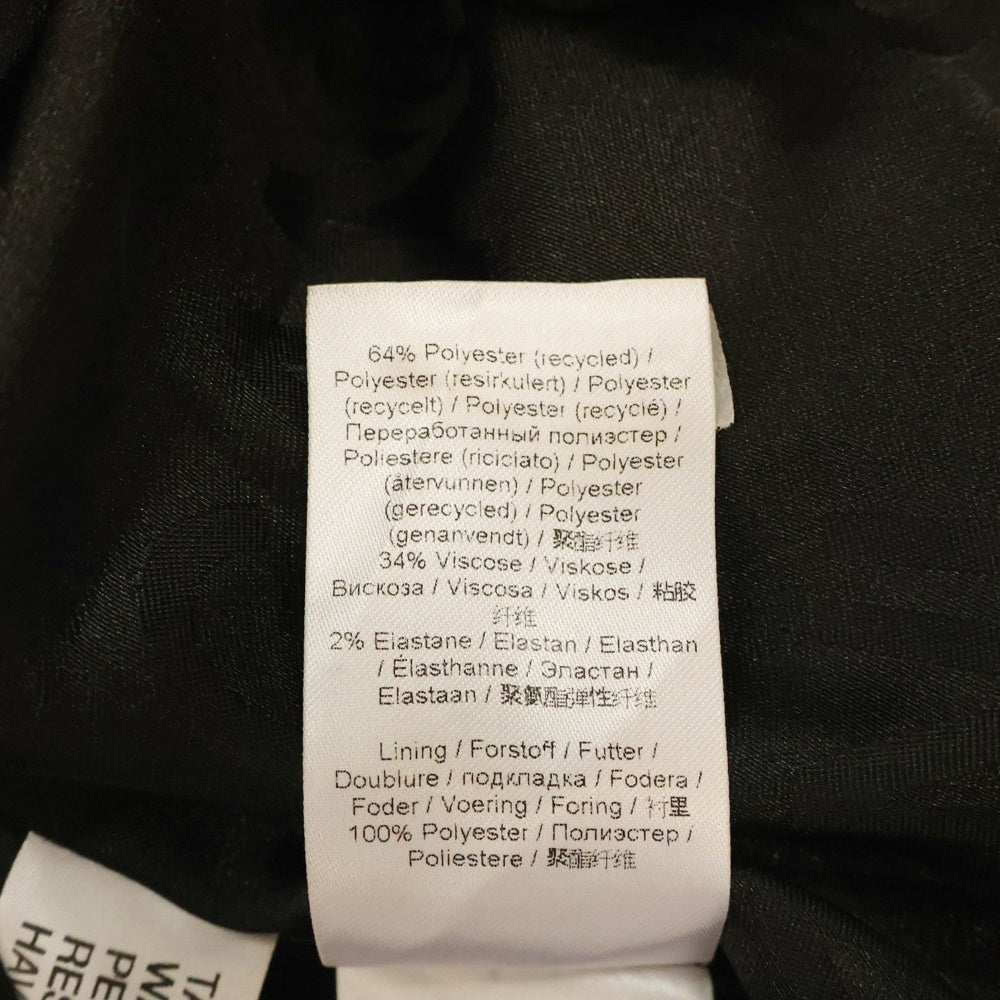 64% Polyester (recycled) /
Polyester (resirkulert) / Polyester
(recycelt) / Polyester (recyclé) /
Переработанный полиэстер /
Poliestere (riciclato) / Polyester
(återvunnen) / Polyester
(gerecycled) / Polyester
(genanvendt) / 聚酯纤维
34% Viscose / Viskose /
Вискоза / Viscosa / Viskos / 粘胶
纤维
2% Elastane / Elastan / Elasthan
/ Élasthanne / Эластан /
Elastaan / 聚氨酯弹性纤维
Lining / Forstoff / Futter /
Doublure / подкладка / Fodera /
Foder / Voering / Foring / 衬里
100% Polyester / Полиэстер /
Poliestere / 聚酯纤维